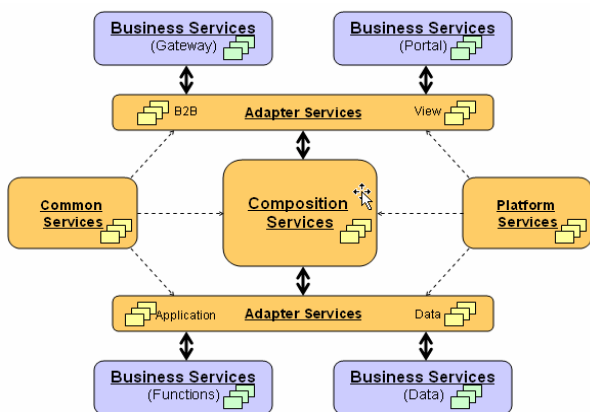 Business Services
(Gateway)
Business Services
(Portal)
B2B
Adapter Services
View
Common
Services
Composition
Services
Platform
Services
Application
Adapter Services
Data
Business Services
(Functions)
Business Services
(Data)